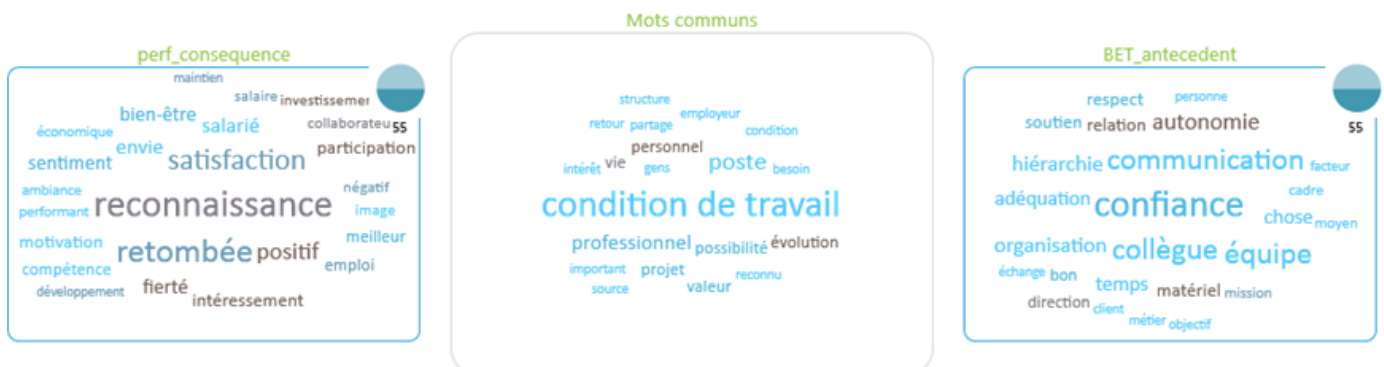 Mots communs
perf_consequence
maintien
salaire investissemer
bien-être
salarié collaborateu 55
économique
envie
participation
sentiment satisfaction
ambiance
négatif
performant reconnaissance image
motivation
retombée positif meilleur
compétence
emploi
développement fierté
intéressement
structure
employeur
retour partage
condition
personnel
intérêt vie gens poste besoin
condition de travail
professionnel possibilité évolution
important projet reconnu
source
valeur
BET_antecedent
respect personne
soutien relation autonomie 55
hiérarchie communication facteur
cadre
adéquation confiance
chose moyen
organisation collègue équipe
échange bon
temps matériel mission
direction client
métier objectif